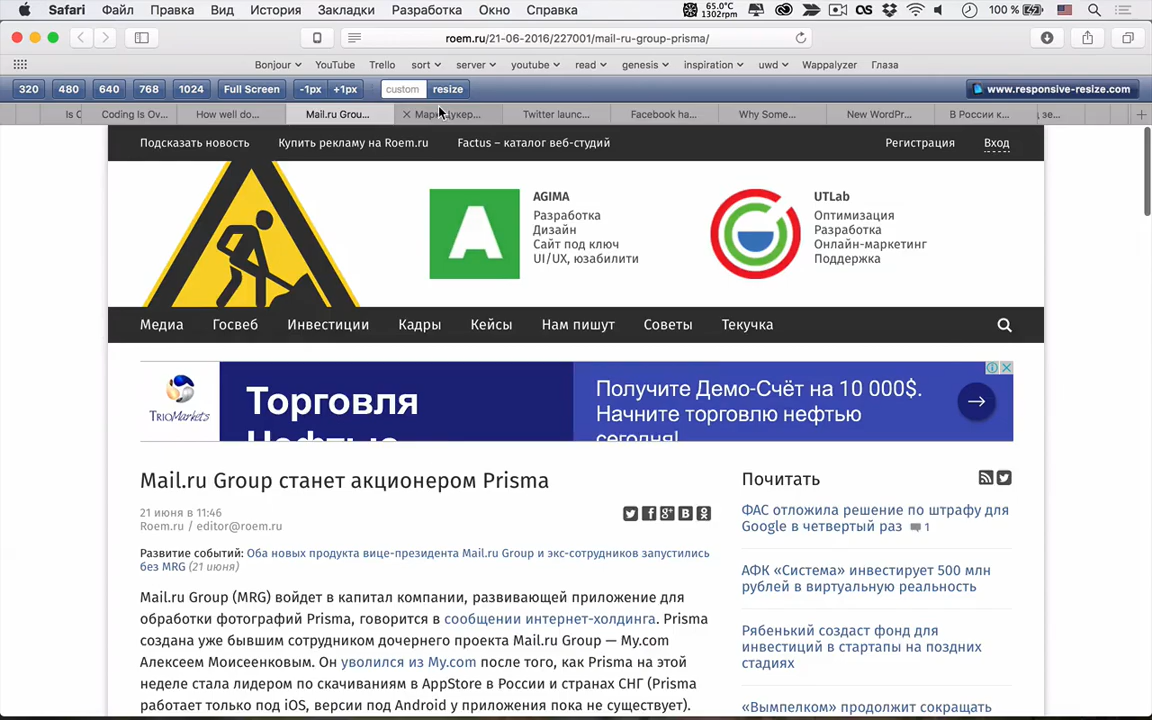 Safari Файл Правка Вид История Закладки Разработка Окно Справка 65.0°C 1302rpm 100 %
roem.ru/21-06-2016/227001/mail-ru-group-prisma/
Bonjour YouTube Trello sort server youtube read genesis inspiration uwd Wappalyzer Глаза
320 480 640 768 1024 Full Screen -1px +1px custom resize www.responsive-resize.com
Is C Coding Is Ov... How well do... Mail.ru Grou... Twitter launc... Facebook ha... Why Some... New WordPr... В России к...
Подсказать новость Купить рекламу на Roem.ru Factus – каталог веб-студий Регистрация Вход
AGIMA
Разработка
Дизайн
Сайт под ключ
UI/UX, юзабилити
UTLab
Оптимизация
Разработка
Онлайн-маркетинг
Поддержка
Медиа Госвеб Инвестиции Кадры Кейсы Нам пишут Советы Текучка
TRIOMARKETS
Торговля
Нефтью
Получите Демо-Счёт на 10 000$.
Начните торговлю нефтью
сегодня!
Mail.ru Group станет акционером Prisma
21 июня в 11:46
Roem.ru / editor@roem.ru
Развитие событий: Оба новых продукта вице-президента Mail.ru Group и экс-сотрудников запустились
без MRG (21 июня)
Mail.ru Group (MRG) войдет в капитал компании, развивающей приложение для
обработки фотографий Prisma, говорится в сообщении интернет-холдинга. Prisma
создана уже бывшим сотрудником дочернего проекта Mail.ru Group — My.com
Алексеем Моисеенковым. Он уволился из My.com после того, как Prisma на этой
неделе стала лидером по скачиваниям в AppStore в России и странах СНГ (Prisma
работает только под iOS, версии под Android у приложения пока не существует).
Почитать
ФАС отложила решение по штрафу для
Google в четвертый раз 1
АФК «Система» инвестирует 500 млн
рублей в виртуальную реальность
Рябенький создаст фонд для
инвестиций в стартапы на поздних
стадиях
«Вымпелком» продолжит сокращать